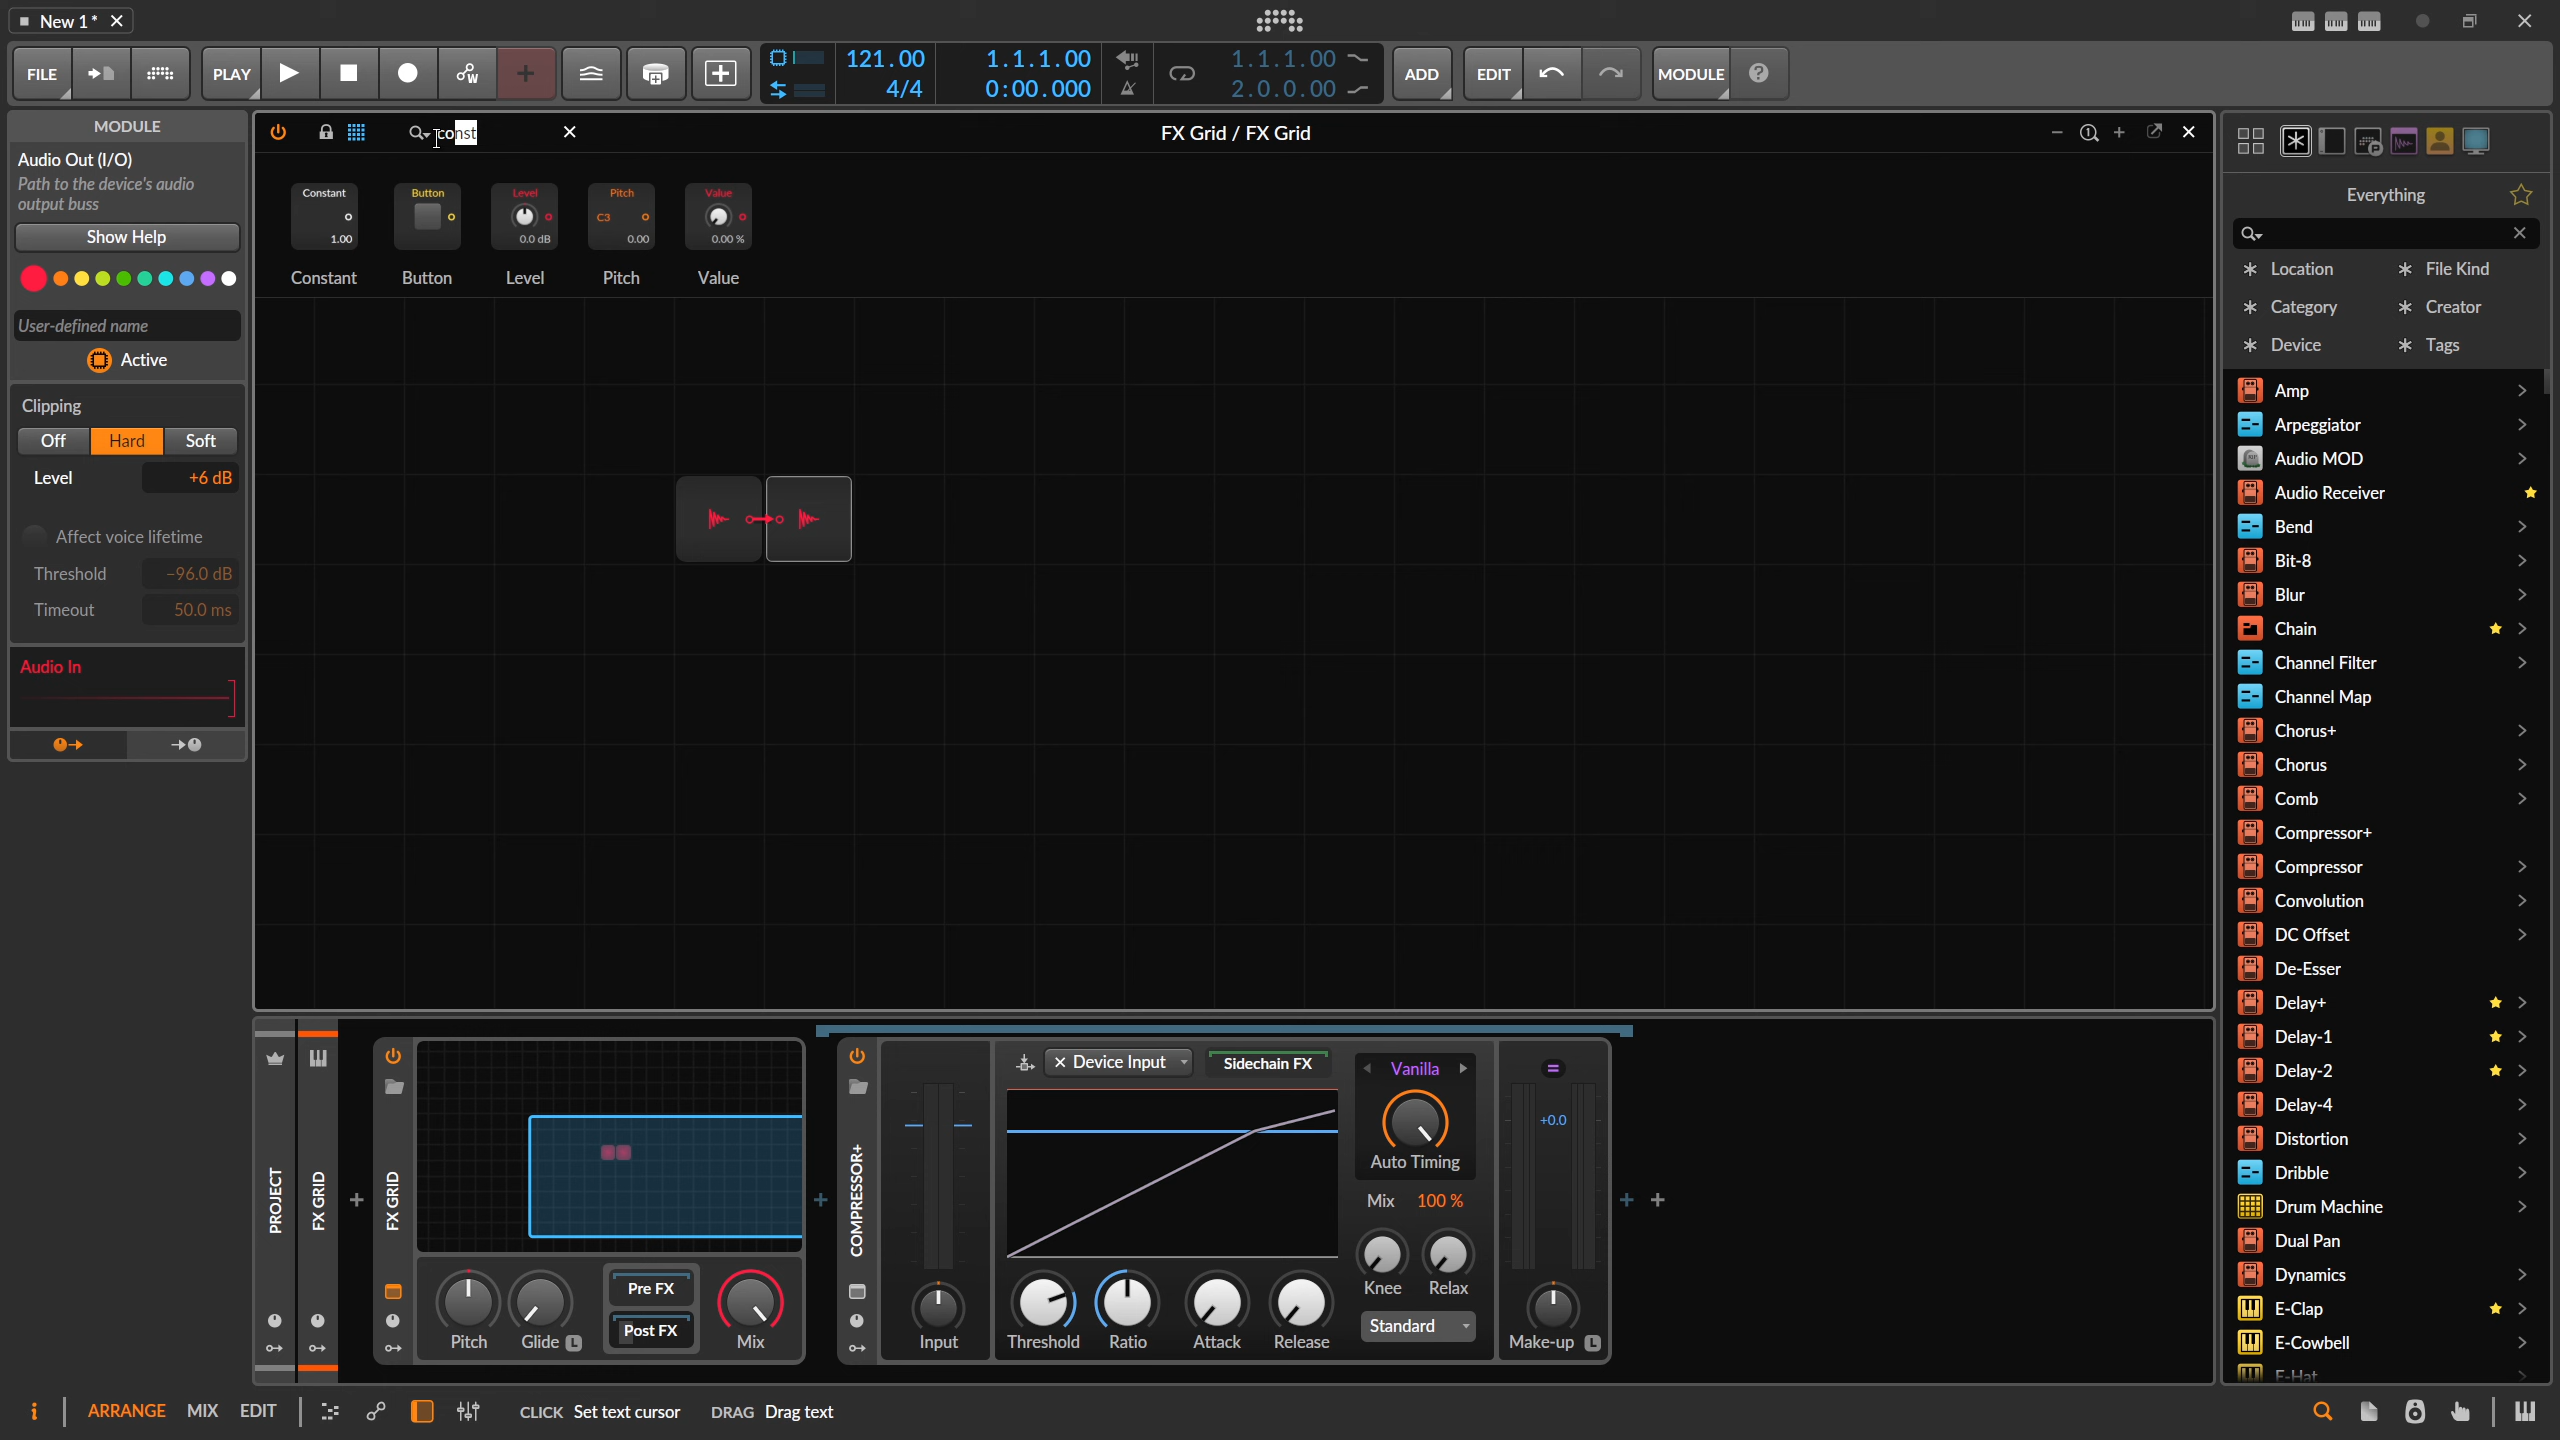 New 1*
FILE
PLAY
W
121.00
4/4
1.1.1.00
0:00.000
1.1.1.00
2.0.0.00
ADD
EDIT
MODULE
?
MODULE
Audio Out (I/O)
Path to the device's audio
output buss
Show Help
User-defined name
Active
Clipping
Off Hard Soft
Level +6 dB
Affect voice lifetime
Threshold -96.0 dB
Timeout 50.0 ms
Audio In
const
FX Grid / FX Grid
Constant
1.00
Button
Level
0.0 dB
Pitch
C3
0.00
Value
0.00 %
Constant Button Level Pitch Value
Everything
Location File Kind
Category Creator
Device Tags
Amp
Arpeggiator
Audio MOD
Audio Receiver
Bend
Bit-8
Blur
Chain
Channel Filter
Channel Map
Chorus+
Chorus
Comb
Compressor+
Compressor
Convolution
DC Offset
De-Esser
Delay+
Delay-1
Delay-2
Delay-4
Distortion
Dribble
Drum Machine
Dual Pan
Dynamics
E-Clap
E-Cowbell
E-Hat
PROJECT
FX GRID
FX GRID
Pitch Glide L
Pre FX
Post FX
Mix
COMPRESSOR+
Input
Device Input
Sidechain FX
Threshold Ratio Attack Release
Vanilla
Auto Timing
Mix 100 %
Knee Relax
Standard
+0.0
Make-up L
i ARRANGE MIX EDIT
CLICK Set text cursor DRAG Drag text